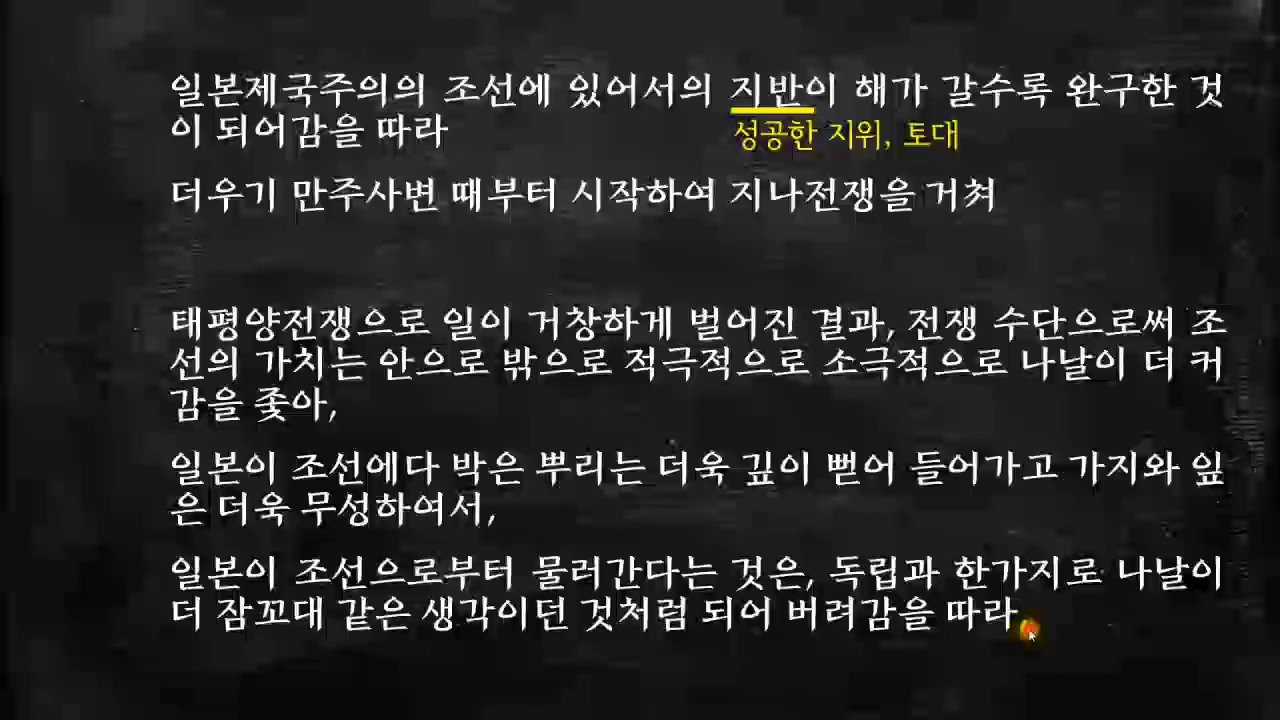 일본제국주의의 조선에 있어서의 지반이 해가 갈수록 완구한 것
이 되어감을 따라
성공한 지위, 토대
더우기 만주사변 때부터 시작하여 지나전쟁을 거쳐
태평양전쟁으로 일이 거창하게 벌어진 결과, 전쟁 수단으로써 조
선의 가치는 안으로 밖으로 적극적으로 소극적으로 나날이 더 커
감을 좇아,
일본이 조선에다 박은 뿌리는 더욱 깊이 뻗어 들어가고 가지와 잎
은 더욱 무성하여서,
일본이 조선으로부터 물러간다는 것은, 독립과 한가지로 나날이
더 잠꼬대 같은 생각이던 것처럼 되어 버려감을 따라